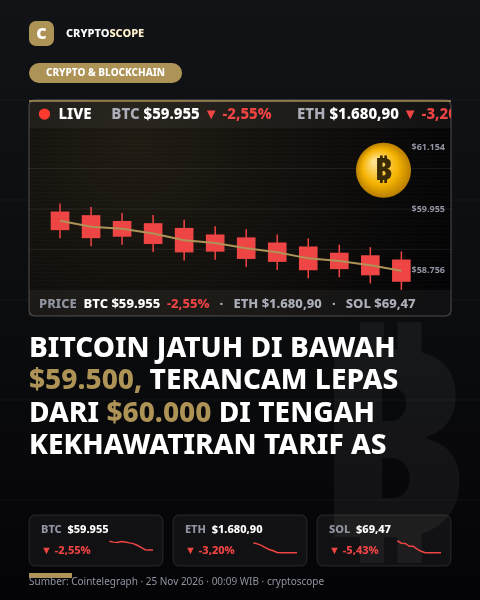 C CRYPTOSCOPE
CRYPTO & BLOCKCHAIN
LIVE BTC $59.955 ▼ -2,55% ETH $1.680,90 ▼ -3,20
$61.154
$59.955
$58.756
PRICE BTC $59.955 -2,55% · ETH $1.680,90 · SOL $69,47
BITCOIN JATUH DI BAWAH
$59.500, TERANCAM LEPAS
DARI $60.000 DI TENGAH
KEKHAWATIRAN TARIF AS
BTC $59.955
▼ -2,55%
ETH $1.680,90
▼ -3,20%
SOL $69,47
▼ -5,43%
Sumber: Cointelegraph · 25 Nov 2026 · 00:09 WIB · cryptoscope